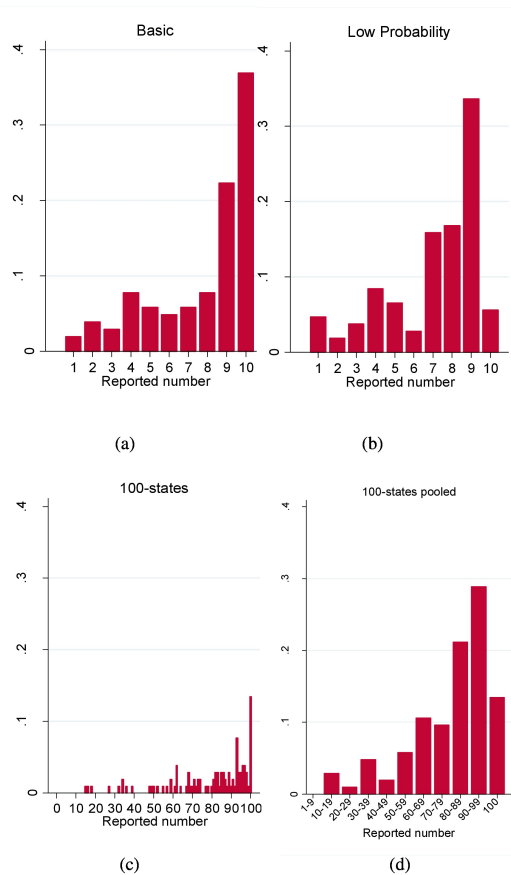 Basic
.4
.3
.2
.1
0
1 2 3 4 5 6 7 8 9 10
Reported number
(a)
Low Probability
.4
.3
.2
.1
0
1 2 3 4 5 6 7 8 9 10
Reported number
(b)
100-states
.4
.3
.2
.1
0
0 10 20 30 40 50 60 70 80 90 100
Reported number
(c)
100-states pooled
.4
.3
.2
.1
0
1-9 10-19 20-29 30-39 40-49 50-59 60-69 70-79 80-89 90-99 100
Reported number
(d)